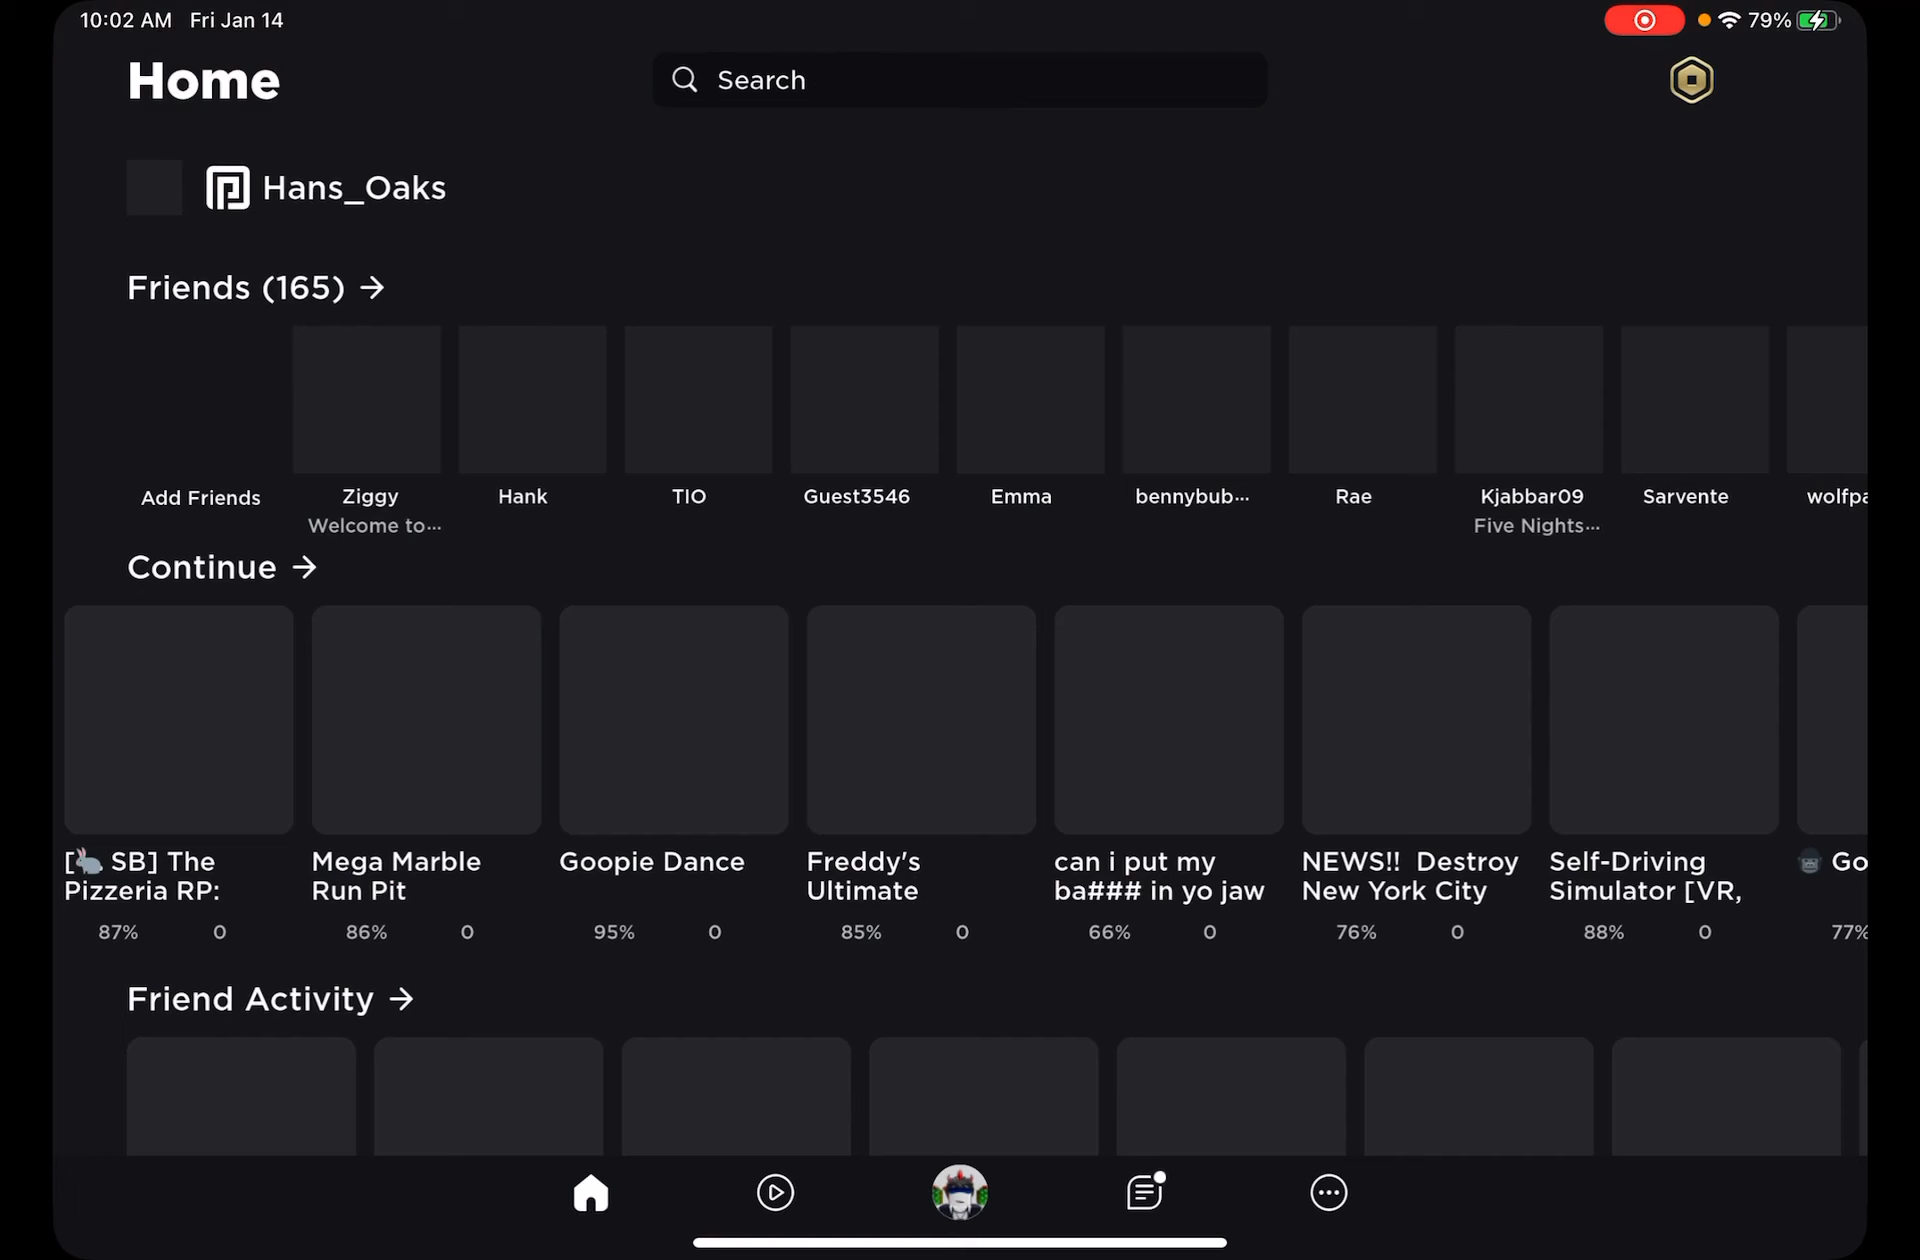 10:02 AM Fri Jan 14 79%
Home
Search
Hans_Oaks
Friends (165) →
Add Friends Ziggy Hank TIO Guest3546 Emma bennybub... Rae Kjabbar09 Sarvente wolfpa
Welcome to... Five Nights...
Continue →
[🐇 SB] The Mega Marble Goopie Dance Freddy's can i put my NEWS!! Destroy Self-Driving 🦍 Go
Pizzeria RP: Run Pit Ultimate ba### in yo jaw New York City Simulator [VR,
87% 0 86% 0 95% 0 85% 0 66% 0 76% 0 88% 0 77%
Friend Activity →